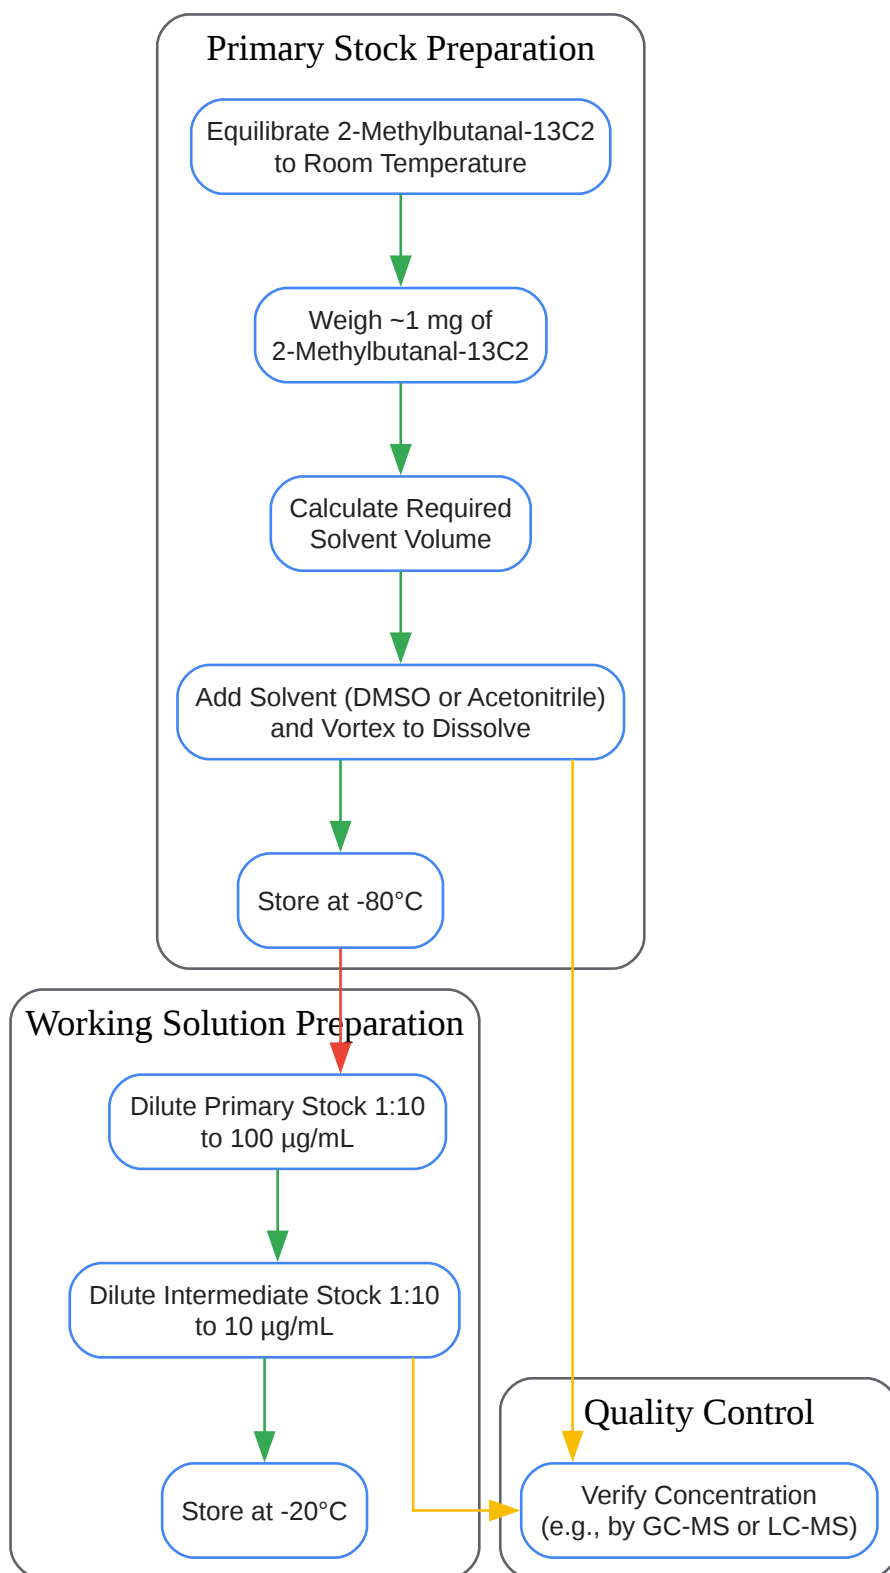 Primary Stock Preparation
Equilibrate 2-Methylbutanal-13C2
to Room Temperature
Weigh ~1 mg of
2-Methylbutanal-13C2
Calculate Required
Solvent Volume
Add Solvent (DMSO or Acetonitrile)
and Vortex to Dissolve
Store at -80°C
Working Solution Preparation
Dilute Primary Stock 1:10
to 100 µg/mL
Dilute Intermediate Stock 1:10
to 10 µg/mL
Store at -20°C
Quality Control
Verify Concentration
(e.g., by GC-MS or LC-MS)